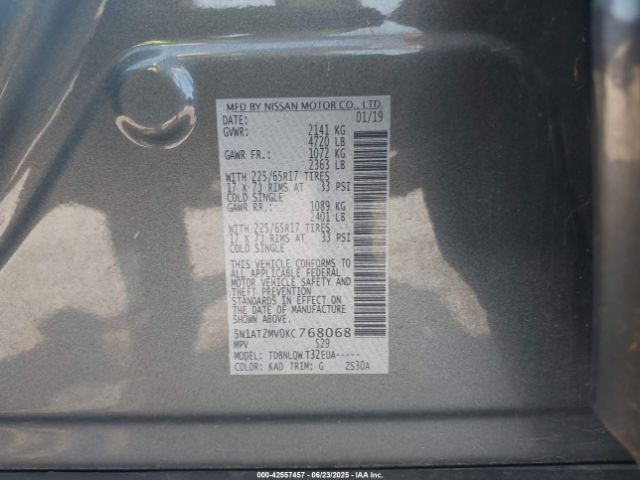 MFD BY NISSAN MOTOR CO., LTD.
DATE: 01/19
GVWR: 2141 KG
4720 LB
GAWR FR.: 1072 KG
2363 LB
WITH 225/65R17 TIRES
17 X 7J RIMS AT 33 PSI
COLD SINGLE
GAWR RR.: 1089 KG
2401 LB
WITH 225/65R17 TIRES
17 X 7J RIMS AT 33 PSI
COLD SINGLE
THIS VEHICLE CONFORMS TO
ALL APPLICABLE FEDERAL
MOTOR VEHICLE SAFETY AND
THEFT PREVENTION
STANDARDS IN EFFECT ON
THE DATE OF MANUFACTURE
5N1AT2MV0KC768068
MPV 529
MODEL: TDBNLQWT32EUA-----
COLOR: KAD TRIM: G ZS30A
000-42557457 - 06/23/2025 - © IAA Inc.